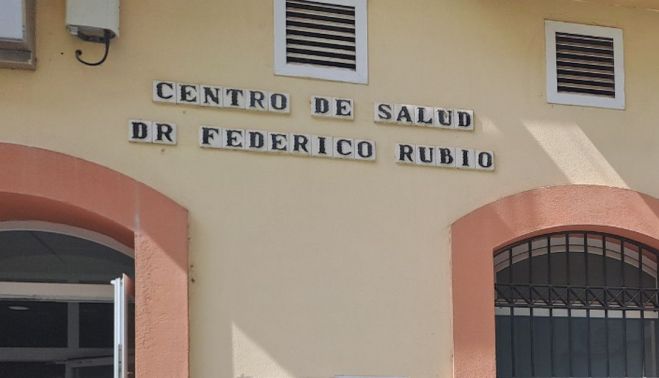 CENTRO DE SALUD
DR FEDERICO RUBIO